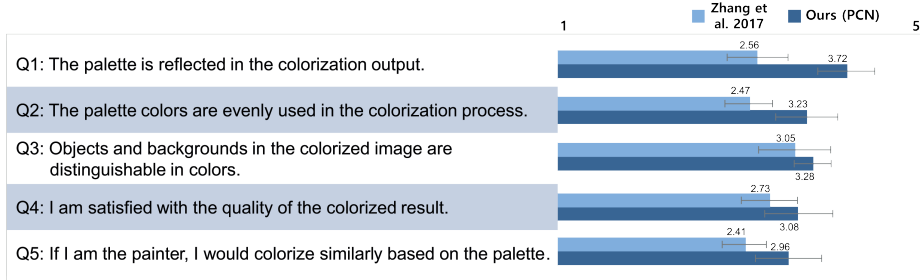 1
Zhang et
al. 2017
Ours (PCN)
5
Q1: The palette is reflected in the colorization output.
2.56
3.72
Q2: The palette colors are evenly used in the colorization process.
2.47
3.23
Q3: Objects and backgrounds in the colorized image are
distinguishable in colors.
3.05
3.28
Q4: I am satisfied with the quality of the colorized result.
2.73
3.08
Q5: If I am the painter, I would colorize similarly based on the palette.
2.41
2.96